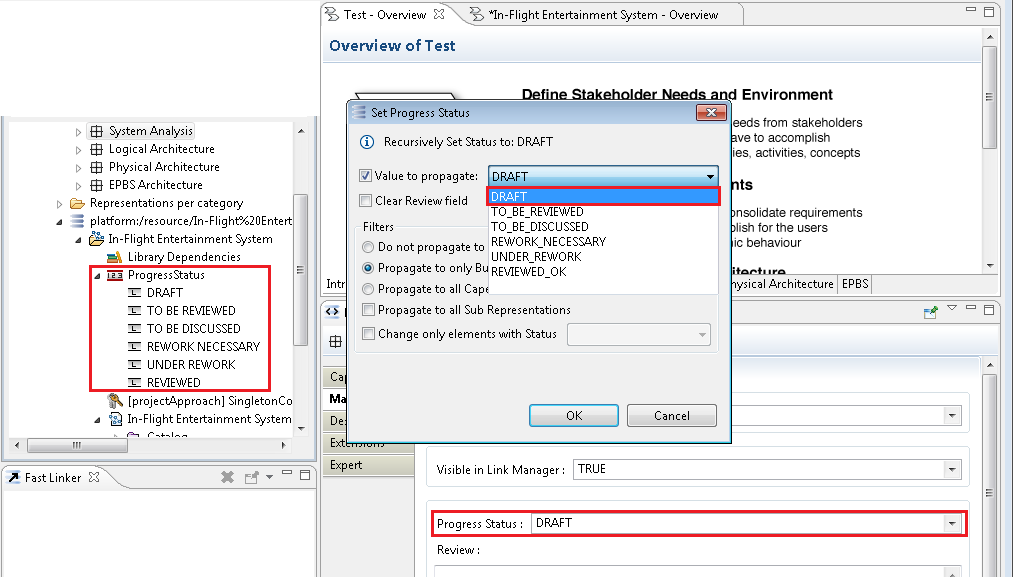 Test - Overview
*In-Flight Entertainment System - Overview
Overview of Test
Define Stakeholder Needs and Environment
eeds from stakeholders
ave to accomplish
ies, activities, concepts
nts
onsolidate requirements
blish for the users
nic behaviour
hysical Architecture
EPBS
Intr
System Analysis
Logical Architecture
Physical Architecture
EPBS Architecture
Representations per category
platform:/resource/In-Flight%20Entert
In-Flight Entertainment System
Library Dependencies
ProgressStatus
DRAFT
TO BE REVIEWED
TO BE DISCUSSED
REWORK NECESSARY
UNDER REWORK
REVIEWED
[projectApproach] SingletonCo
In-Flight Entertainment System
Catalog
Fast Linker
Set Progress Status
Recursively Set Status to: DRAFT
Value to propagate:
DRAFT
DRAFT
TO_BE_REVIEWED
TO_BE_DISCUSSED
REWORK_NECESSARY
UNDER_REWORK
REVIEWED_OK
Clear Review field
Filters
Do not propagate to
Propagate to only Bu
Propagate to all Cape
Propagate to all Sub Representations
Change only elements with Status
OK
Cancel
Cap
Ma
De
Extensions
Expert
Visible in Link Manager :
TRUE
Progress Status :
DRAFT
Review :